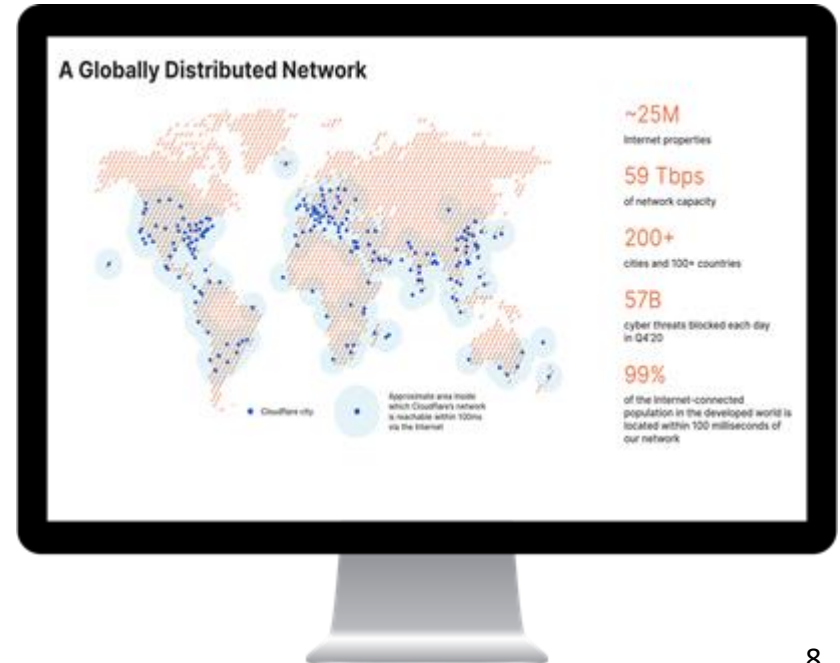 A Globally Distributed Network
~25M
Internet properties
59 Tbps
of network capacity
200+
cities and 100+ countries
57B
cyber threats blocked each day
in Q4'20
99%
of the Internet-connected
population in the developed world is
located within 100 milliseconds of
our network
Cloudflare city
Approximate area inside
which Cloudflare's network
is reachable within 100ms
via the Internet
8